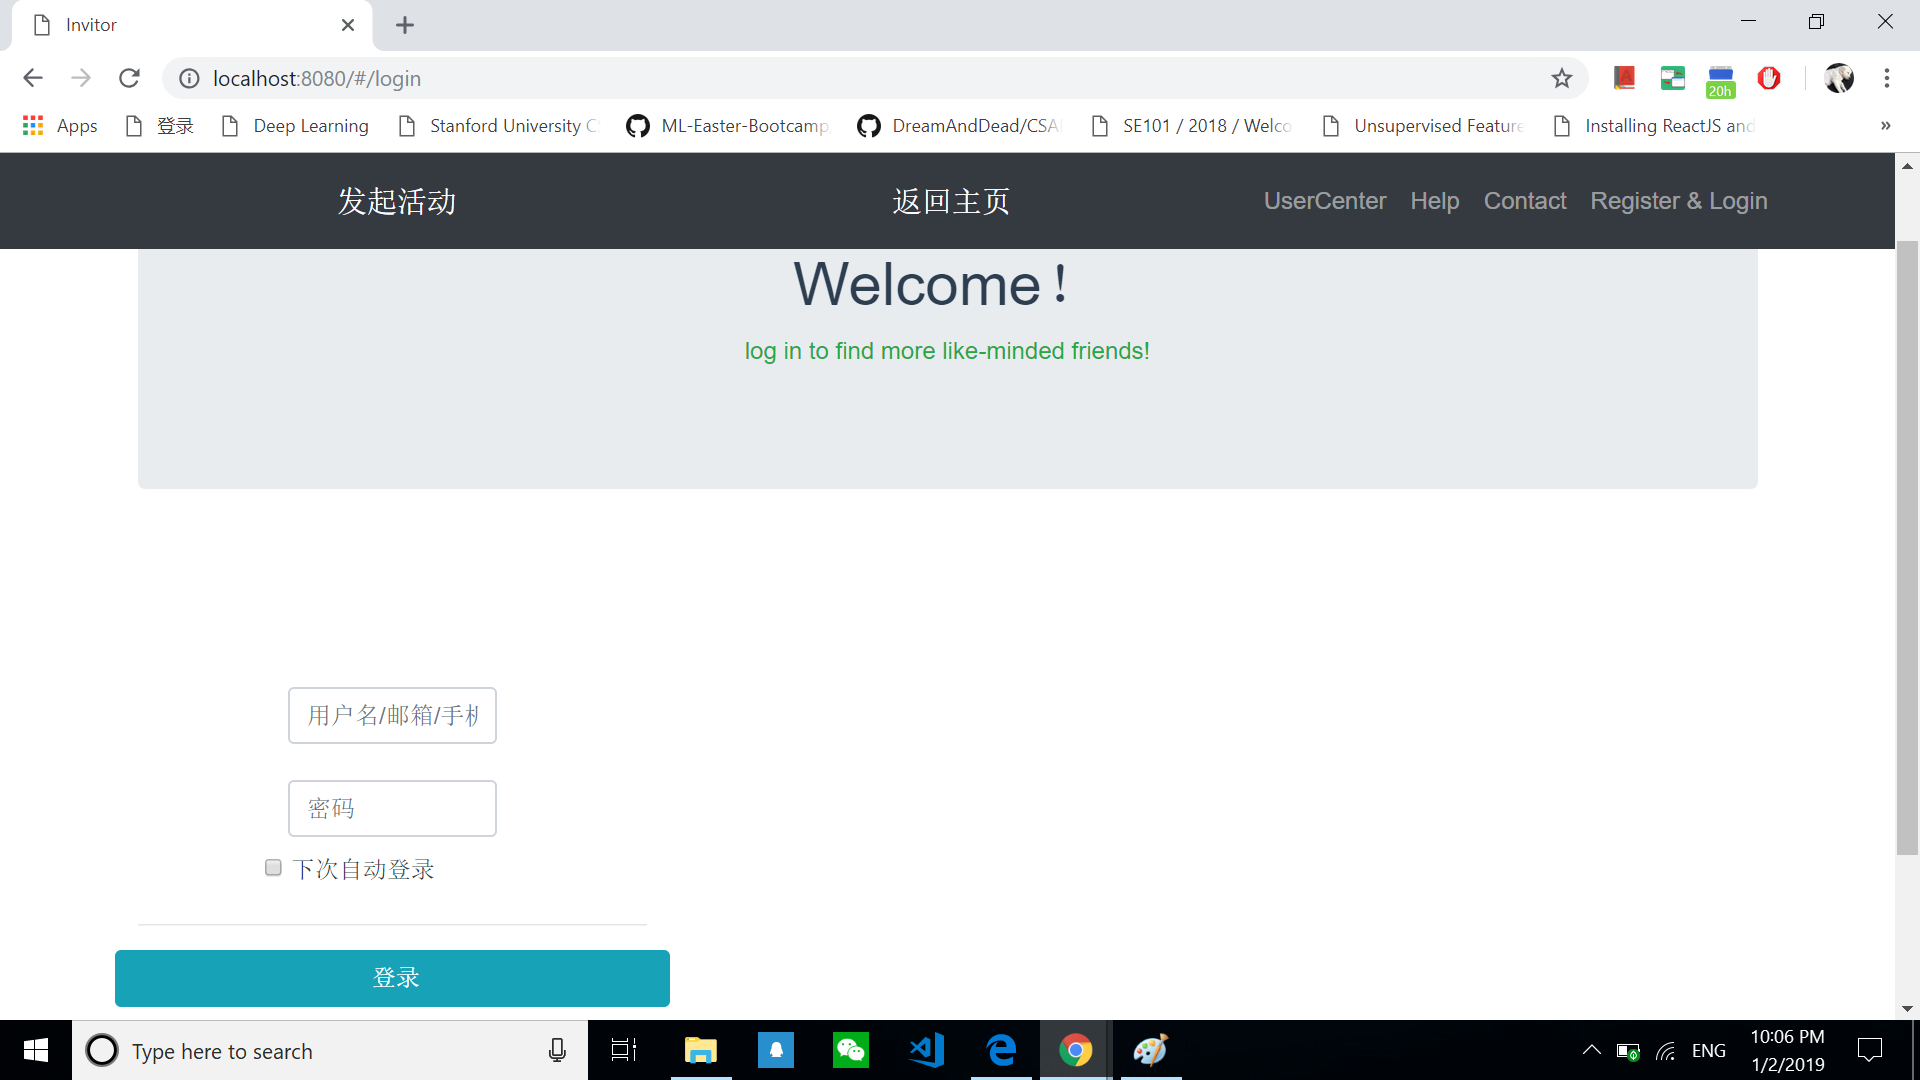 Invitor
localhost:8080/#/login
20h
Apps
登录
Deep Learning
Stanford University C
ML-Easter-Bootcamp
DreamAndDead/CSA
SE101 / 2018 / Welco
Unsupervised Feature
Installing ReactJS and
»
发起活动
返回主页
UserCenter
Help
Contact
Register & Login
Welcome！
log in to find more like-minded friends!
用户名/邮箱/手机
密码
下次自动登录
登录
Type here to search
ENG
10:06 PM
1/2/2019